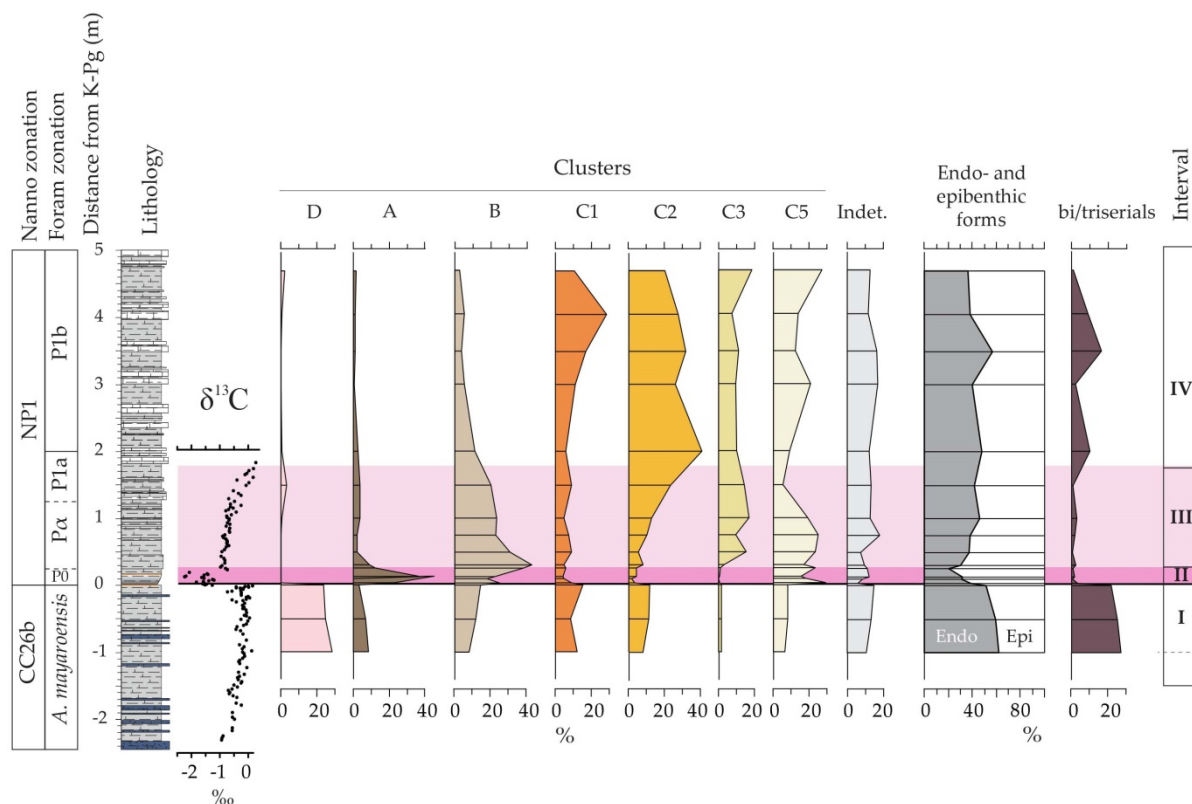 Nanno zonation
Foram zonation
Distance from K-Pg (m)
Lithology
Clusters
D
A
B
C1
C2
C3
C5
Indet.
Endo- and
epibenthic
forms
bi/triserials
Interval
NP1
CC26b
P1b
P1a
Pα
P0
A. mayaroensis
5
4
3
2
1
0
-1
-2
δ13C
-2 -1 0
‰
IV
III
II
I
Endo
Epi
0 20
0 20 40
0 20 40
0 20
0 20 40
0 20
0 20
0 20
0 40 80
0 20
%
%